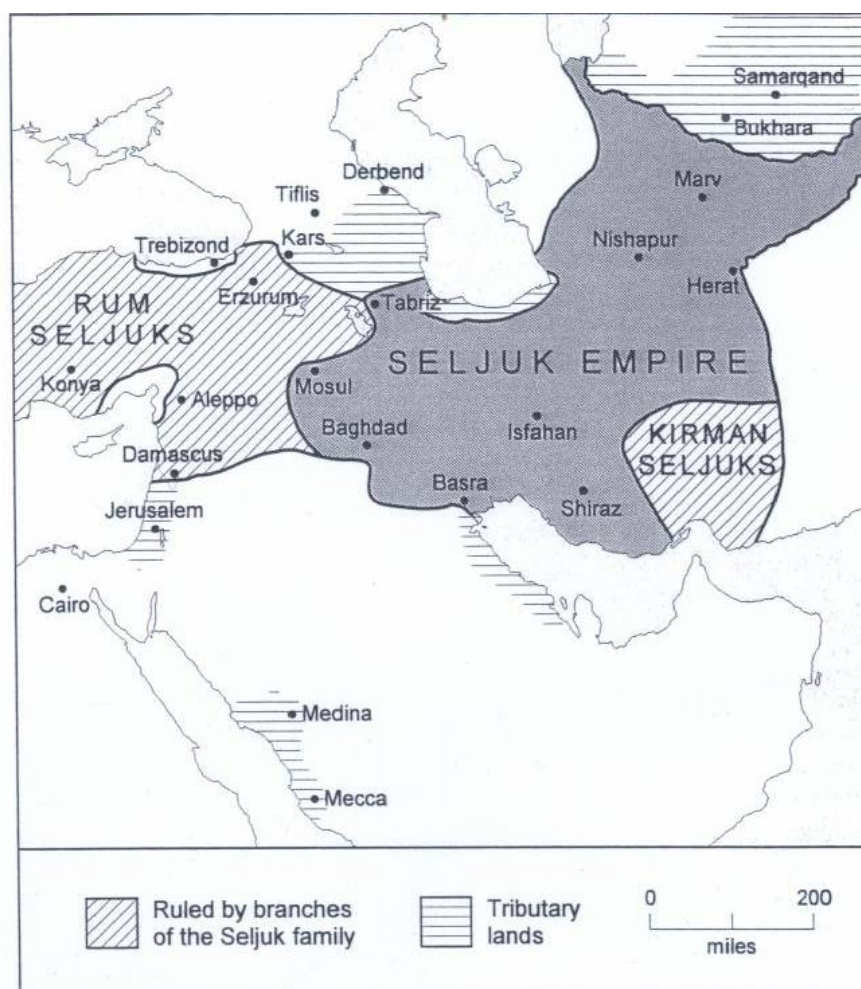 Samarqand
Bukhara
Derbend
Tiflis
Marv
Kars
Trebizond
Nishapur
Herat
Erzurum
Tabriz
RUM
SELJUKS
SELJUK EMPIRE
Konya
Mosul
Aleppo
Isfahan
KIRMAN
SELJUKS
Baghdad
Damascus
Basra
Shiraz
Jerusalem
Cairo
Medina
Mecca
Ruled by branches
of the Seljuk family
Tributary
lands
0 200
miles